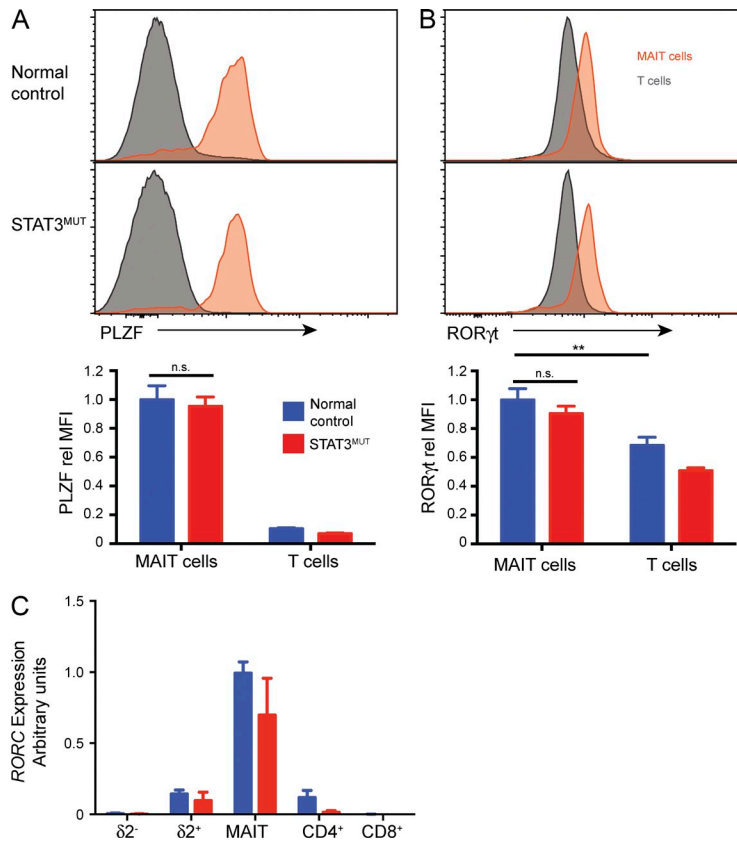 A
Normal
control
STAT3ᴹᵁᵀ
PLZF
B
MAIT cells
T cells
RORγt
PLZF rel MFI
1.2
1.0
0.8
0.6
0.4
0.2
0
n.s.
Normal
control
STAT3ᴹᵁᵀ
MAIT cells T cells
RORγt rel MFI
1.2
1.0
0.8
0.6
0.4
0.2
0
**
n.s.
MAIT cells T cells
C
RORC Expression
Arbitrary units
1.5
1.0
0.5
0
δ2⁻ δ2⁺ MAIT CD4⁺ CD8⁺